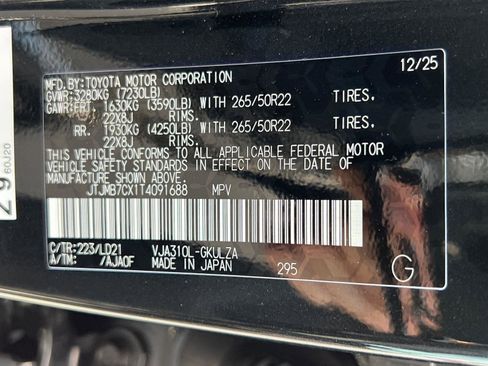 12/25
MFD.BY:TOYOTA MOTOR CORPORATION
GVWR:3280KG (7230LB)
GAWR:FRT. 1630KG (3590LB) WITH 265/50R22 TIRES.
22X8J RIMS.
RR. 1930KG (4250LB) WITH 265/50R22 TIRES.
22X8J RIMS.
THIS VEHICLE CONFORMS TO ALL APPLICABLE FEDERAL MOTOR
VEHICLE SAFETY STANDARDS IN EFFECT ON THE DATE OF
MANUFACTURE SHOWN ABOVE.
JTJMB7CX1T4091688 MPV
C/TR:223/LD21 VJA310L-GKULZA
A/TM: /AJA0F MADE IN JAPAN 295 G
60J20